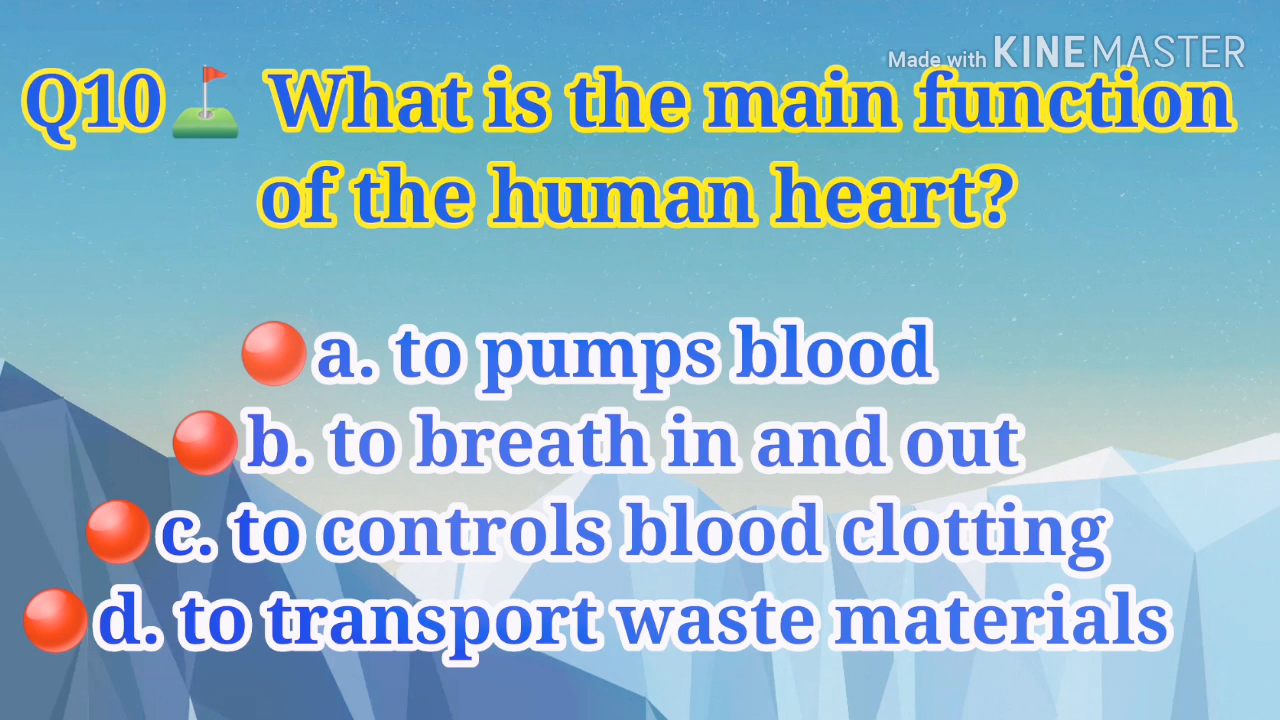 Made with KINEMASTER
Q10⛳ What is the main function
of the human heart?
🔴a. to pumps blood
🔴b. to breath in and out
🔴c. to controls blood clotting
🔴d. to transport waste materials